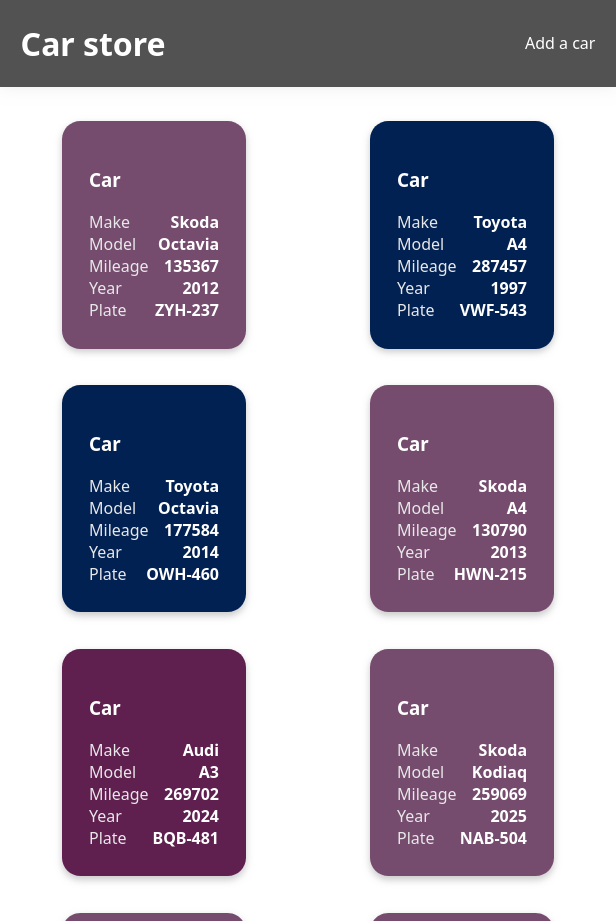 Car store
Add a car
Car
Make Skoda
Model Octavia
Mileage 135367
Year 2012
Plate ZYH-237
Car
Make Toyota
Model A4
Mileage 287457
Year 1997
Plate VWF-543
Car
Make Toyota
Model Octavia
Mileage 177584
Year 2014
Plate OWH-460
Car
Make Skoda
Model A4
Mileage 130790
Year 2013
Plate HWN-215
Car
Make Audi
Model A3
Mileage 269702
Year 2024
Plate BQB-481
Car
Make Skoda
Model Kodiaq
Mileage 259069
Year 2025
Plate NAB-504